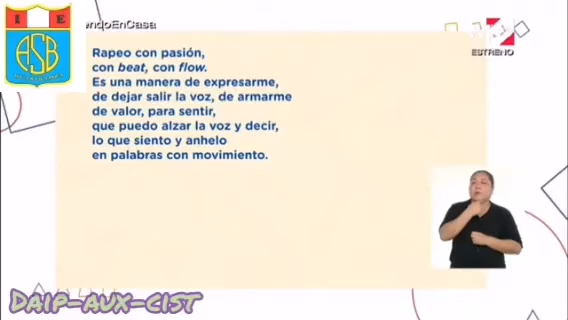 I E
ASB
endoEnCasa
ESTRENO
Rapeo con pasión,
con beat, con flow.
Es una manera de expresarme,
de dejar salir la voz, de armarme
de valor, para sentir,
que puedo alzar la voz y decir,
lo que siento y anhelo
en palabras con movimiento.
DAIP-AUX-CIST